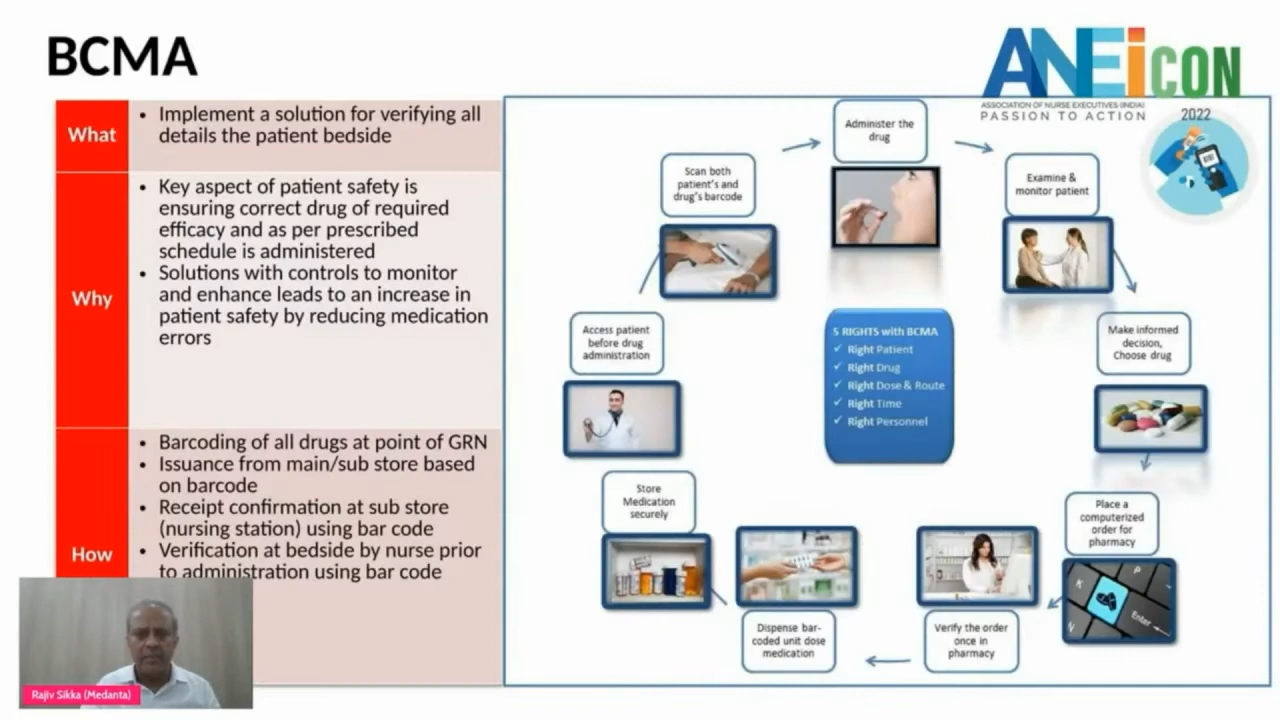 BCMA
ANEiCON
ASSOCIATION OF NURSE EXECUTIVES (INDIA)
PASSION TO ACTION
2022
What
• Implement a solution for verifying all
details the patient bedside
Why
• Key aspect of patient safety is
ensuring correct drug of required
efficacy and as per prescribed
schedule is administered
• Solutions with controls to monitor
and enhance leads to an increase in
patient safety by reducing medication
errors
How
• Barcoding of all drugs at point of GRN
• Issuance from main/sub store based
on barcode
• Receipt confirmation at sub store
(nursing station) using bar code
• Verification at bedside by nurse prior
to administration using bar code
Administer the
drug
Examine &
monitor patient
Make informed
decision,
Choose drug
Place a
computerized
order for
pharmacy
K
P
N
Enter
Verify the order
once in
pharmacy
Dispense bar-
coded unit dose
medication
Store
Medication
securely
Access patient
before drug
administration
Scan both
patient's and
drug's barcode
5 RIGHTS with BCMA
✓ Right Patient
✓ Right Drug
✓ Right Dose & Route
✓ Right Time
✓ Right Personnel
Rajiv Sikka (Medanta)